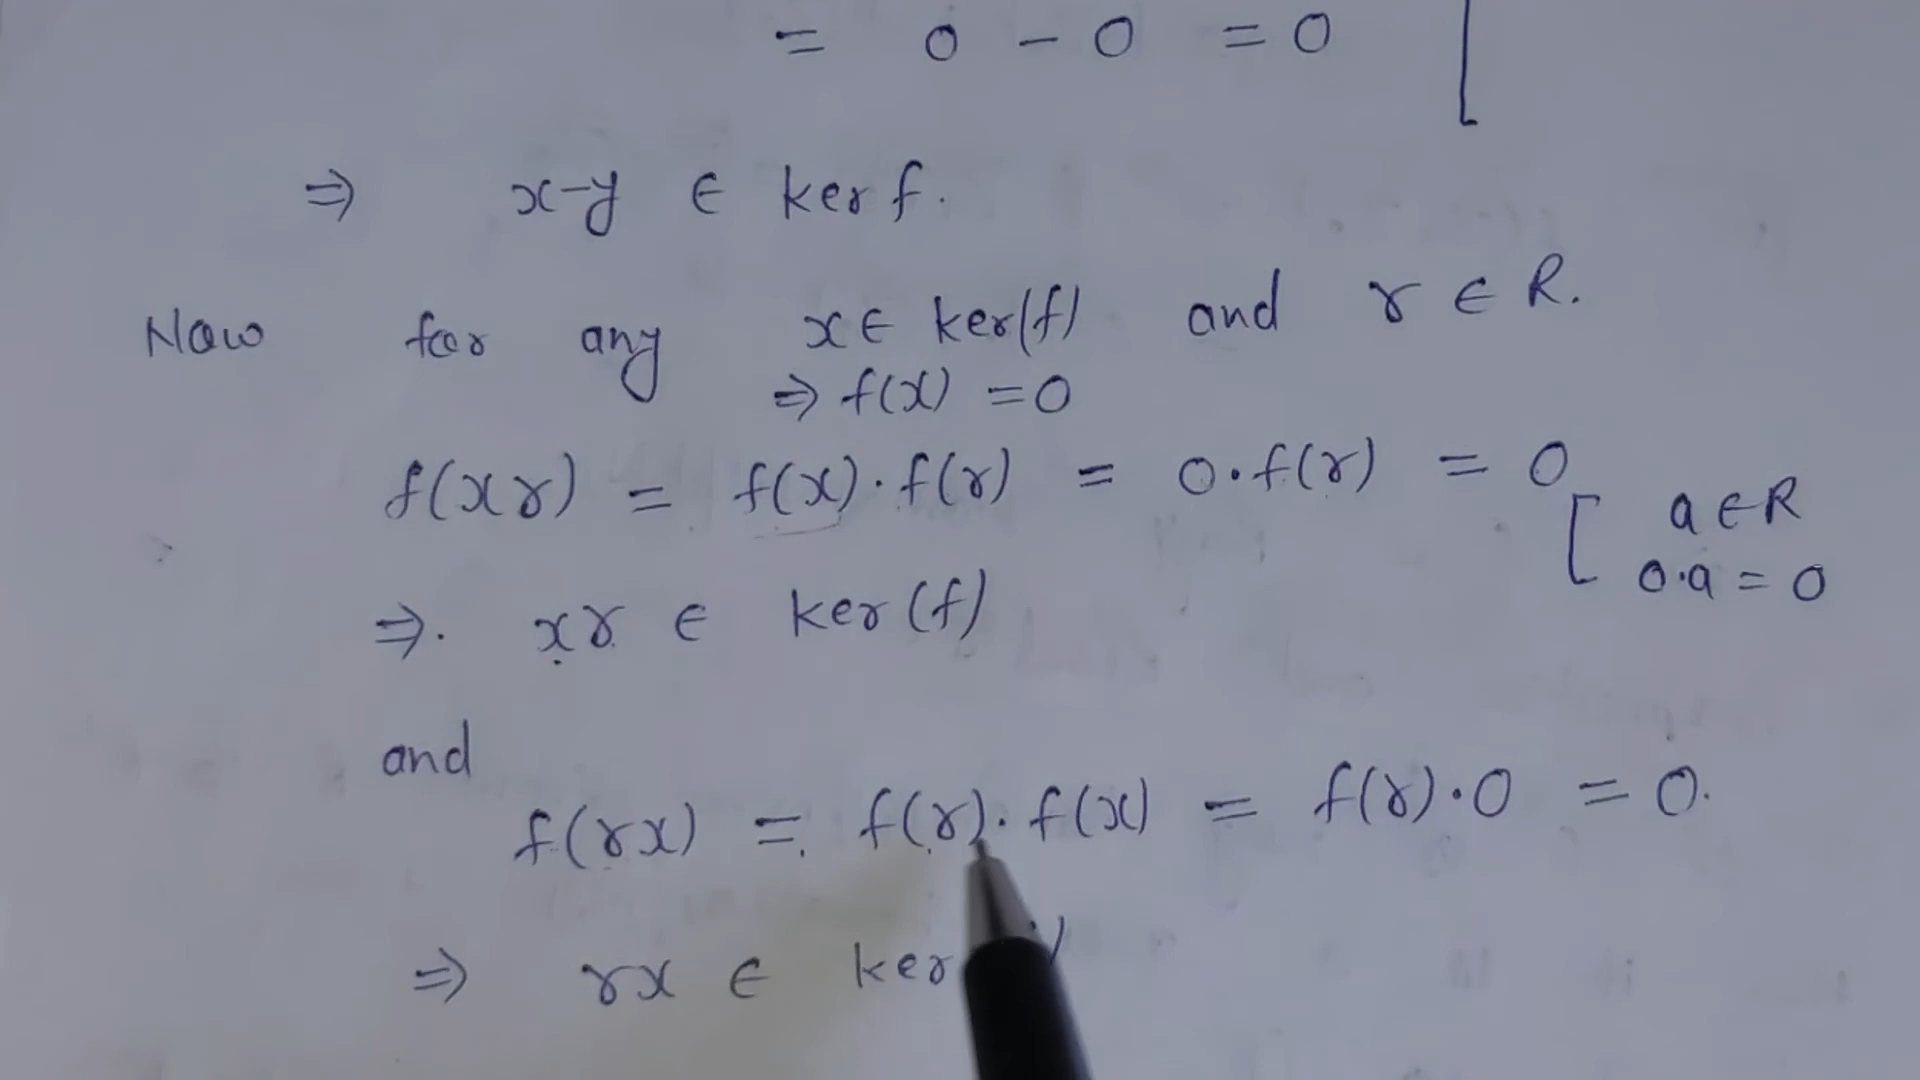 = 0 - 0 = 0 [
⇒ x-y ∈ ker f.
Now for any x ∈ ker(f) and r ∈ R.
⇒ f(x) = 0
f(xr) = f(x)·f(r) = 0·f(r) = 0
[ a ∈ R
0·a = 0
⇒. xr ∈ ker(f)
and
f(rx) = f(r)·f(x) = f(r)·0 = 0.
⇒ rx ∈ ker